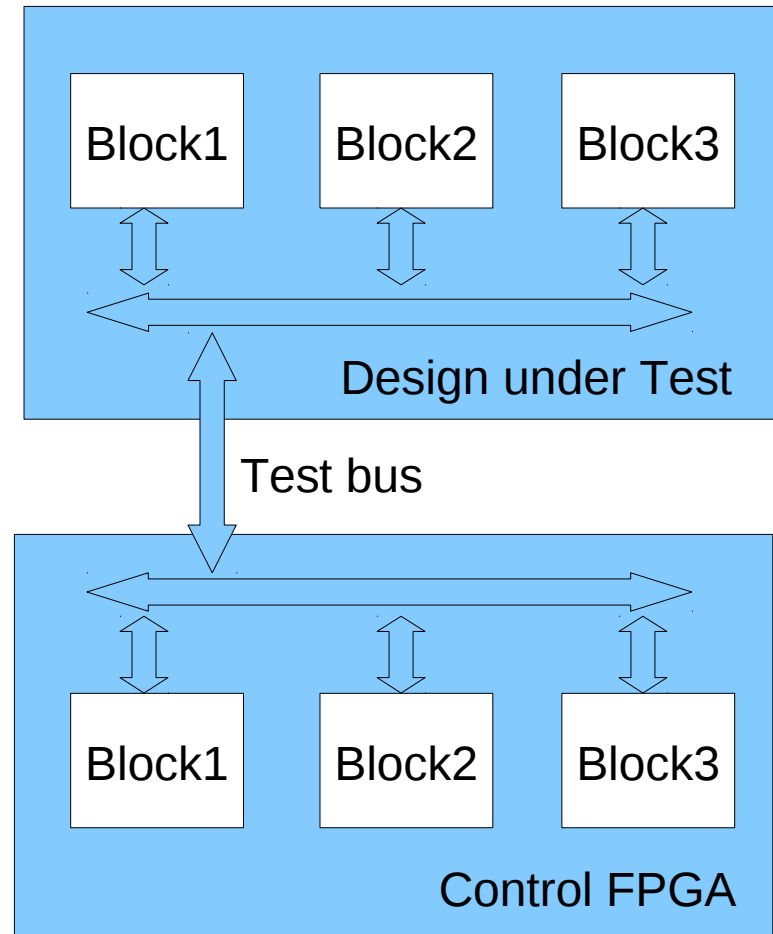 Block1 Block2 Block3
Design under Test
Test bus
Block1 Block2 Block3
Control FPGA